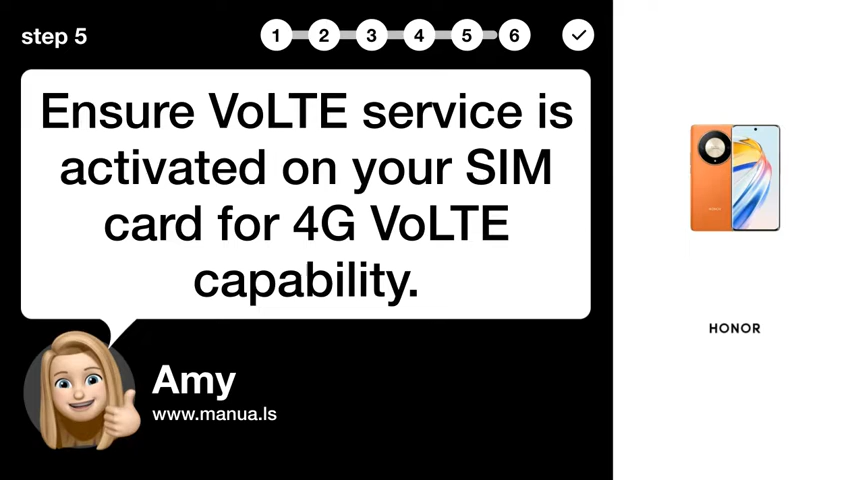 step 5
1 2 3 4 5 6
Ensure VoLTE service is
activated on your SIM
card for 4G VoLTE
capability.
Amy
www.manua.ls
HONOR